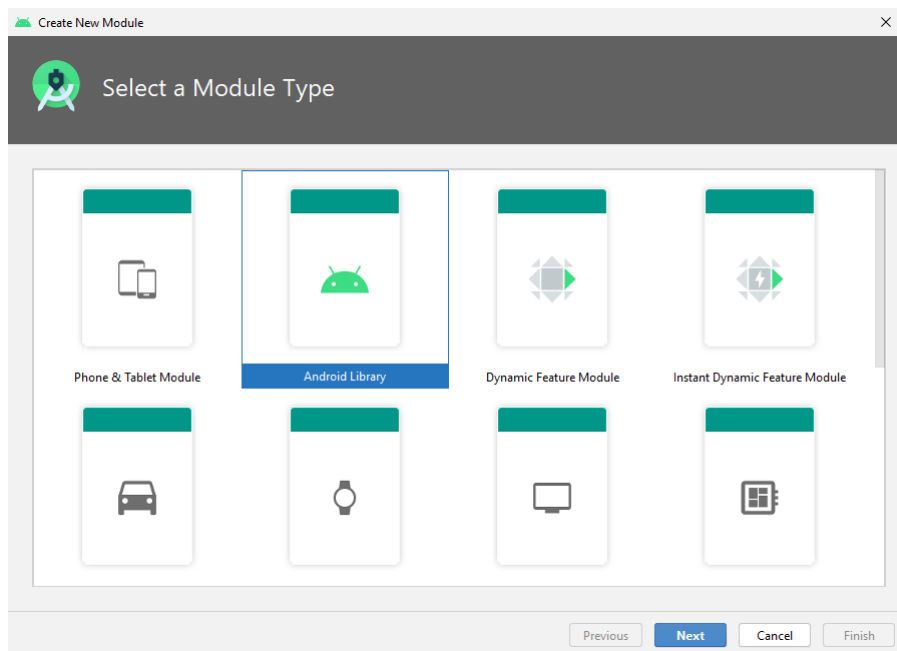 Create New Module
Select a Module Type
Phone & Tablet Module
Android Library
Dynamic Feature Module
Instant Dynamic Feature Module
Previous
Next
Cancel
Finish